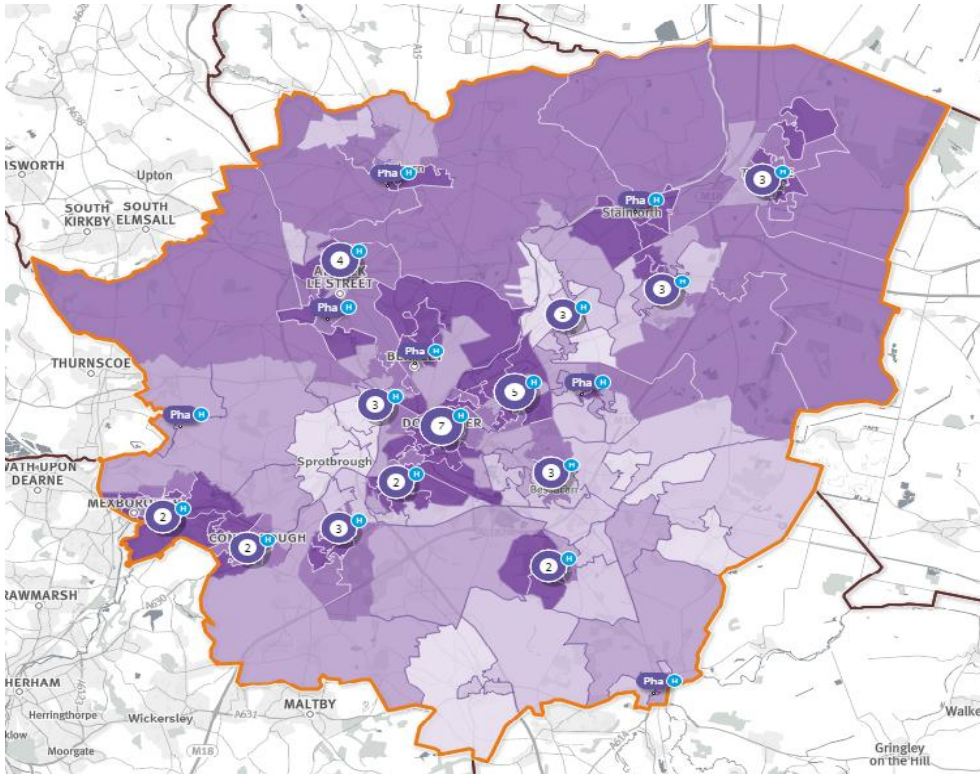 A638
A15
ISWORTH
Upton
SOUTH
KIRKBY
SOUTH
ELMSALL
Pha H
3 H
Pha H
Stainforth
4 H
LE STREET
3 H
3 H
Pha H
THURNSCOE
Pha H
5 H
Pha H
3 H
Pha H
7 H
WATH UPON
DEARNE
Sprotbrough
2 H
3 H
MEXBORO
2 H
3 H
2 H
2 H
RAWMARSH
A630
Pha H
HERHAM
A6123
MALTBY
Herringthorpe
Wickersley
A631
klow
Moorgate
M18
A614
Walke
Gringley
on the Hill